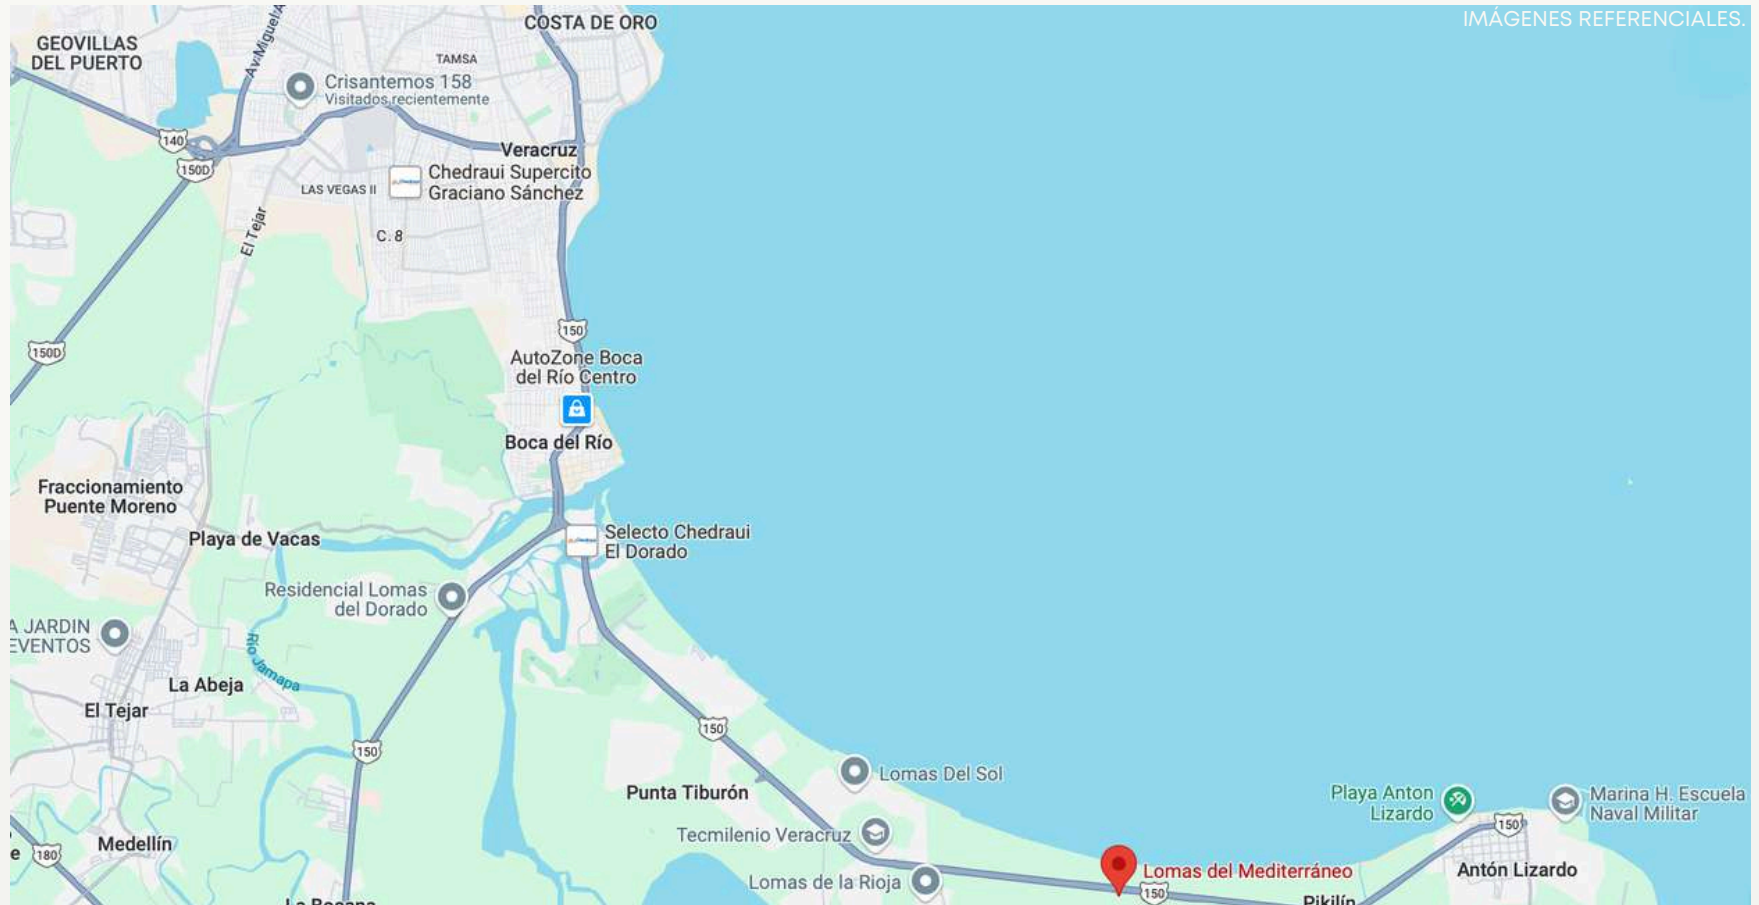 IMÁGENES REFERENCIALES.
COSTA DE ORO
GEOVILLAS
DEL PUERTO
Av. Miguel A
TAMSA
Crisantemos 158
Visitados recientemente
140
150D
Veracruz
LAS VEGAS II
Chedraui Supercito
Graciano Sánchez
El Tejar
C. 8
150
150D
AutoZone Boca
del Río Centro
Boca del Río
Fraccionamiento
Puente Moreno
Playa de Vacas
Selecto Chedraui
El Dorado
Residencial Lomas
del Dorado
A JARDIN
EVENTOS
Río Jamapa
La Abeja
El Tejar
150
150
Lomas Del Sol
Punta Tiburón
Playa Anton
Lizardo
Marina H. Escuela
Naval Militar
150
Tecmilenio Veracruz
Medellín
e
180
Lomas del Mediterráneo
Antón Lizardo
Lomas de la Rioja
150
Pikilín